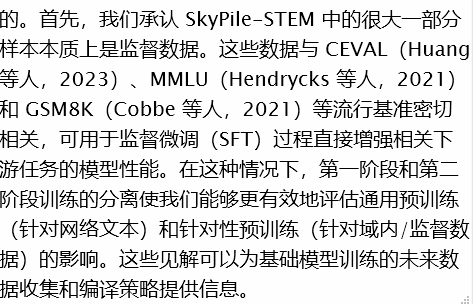 的。首先，我们承认 SkyPile-STEM 中的很大一部分
样本本质上是监督数据。这些数据与 CEVAL（Huang
等人，2023）、MMLU（Hendrycks 等人，2021）
和 GSM8K（Cobbe 等人，2021）等流行基准密切
相关，可用于监督微调（SFT）过程直接增强相关下
游任务的模型性能。在这种情况下，第一阶段和第二
阶段训练的分离使我们能够更有效地评估通用预训练
（针对网络文本）和针对性预训练（针对域内/监督数
据）的影响。这些见解可以为基础模型训练的未来数
据收集和编译策略提供信息。